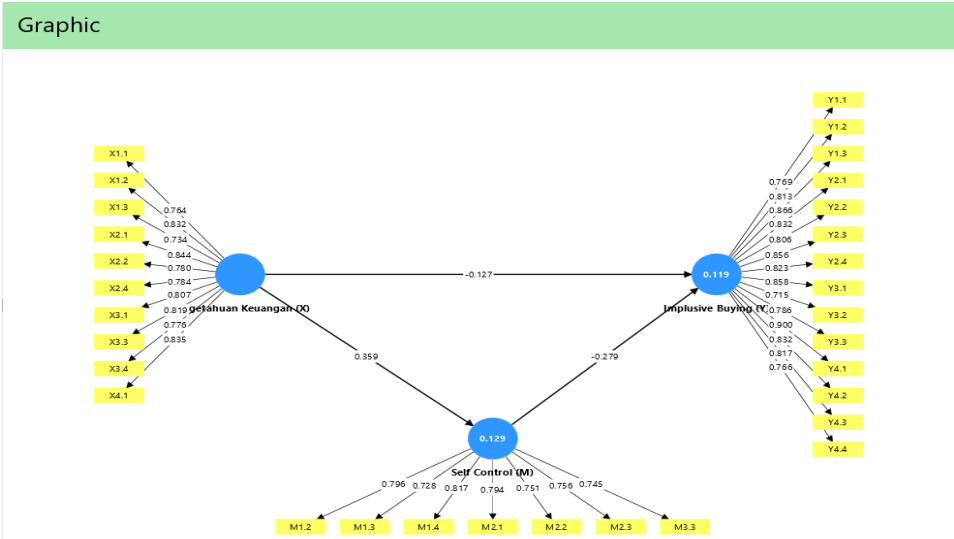 Graphic
Y1.1
Y1.2
X1.1
Y1.3
X1.2
Y2.1
0.769
0.813
X1.3
0.764
0.866
Y2.2
0.832
0.832
X2.1
0.734
0.806
Y2.3
0.844
0.856
X2.2
0.780
0.823
Y2.4
-0.127
0.119
0.784
0.858
X2.4
0.807
0.715
Y3.1
X3.1
0.819
getahuan Keuangan (X)
Implusive Buying (Y
0.786
Y3.2
0.776
0.900
X3.3
0.835
0.832
Y3.3
0.359
-0.279
0.817
X3.4
0.766
Y4.1
X4.1
Y4.2
Y4.3
0.129
Y4.4
Self Control (M)
0.796
0.728
0.817
0.794
0.751
0.756
0.745
M1.2
M1.3
M1.4
M2.1
M2.2
M2.3
M3.3